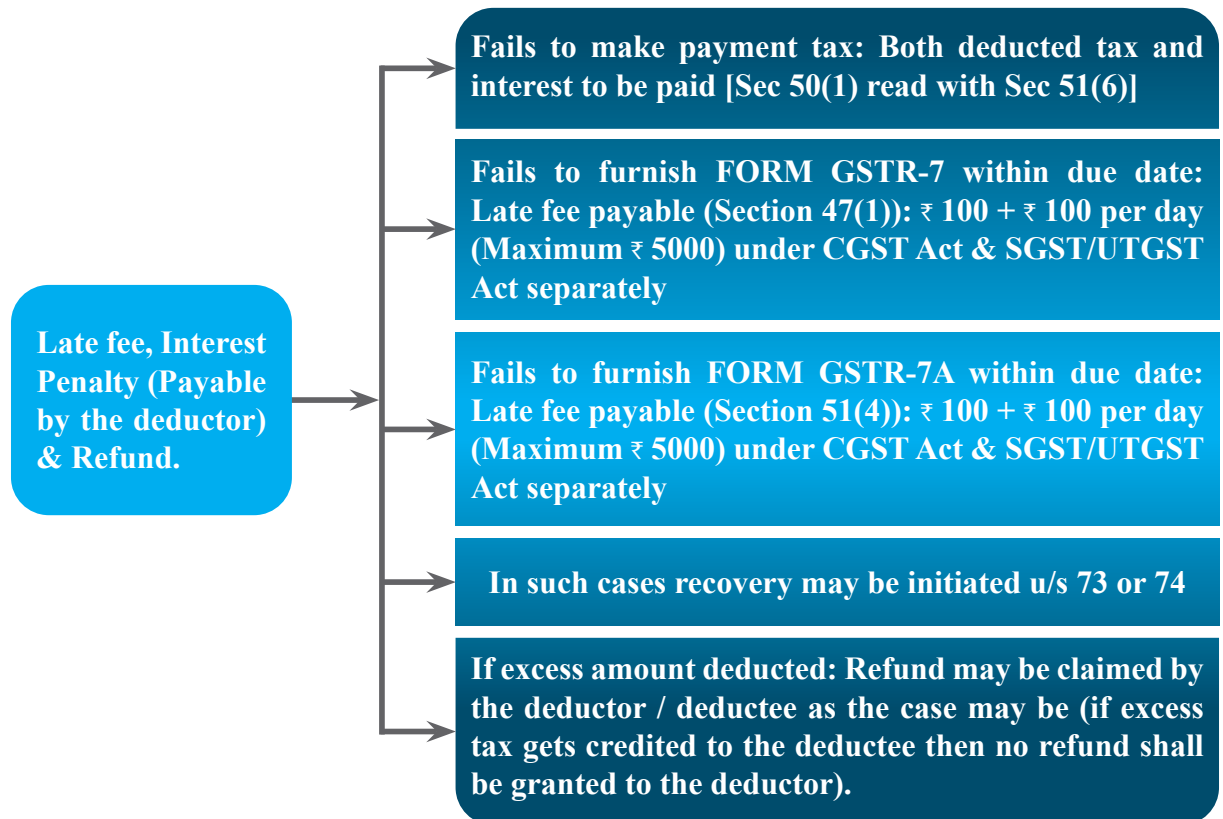 Fails to make payment tax: Both deducted tax and
interest to be paid [Sec 50(1) read with Sec 51(6)]
Fails to furnish FORM GSTR-7 within due date:
Late fee payable (Section 47(1)): ₹ 100 + ₹ 100 per day
(Maximum ₹ 5000) under CGST Act & SGST/UTGST
Act separately
Late fee, Interest
Penalty (Payable
by the deductor)
& Refund.
Fails to furnish FORM GSTR-7A within due date:
Late fee payable (Section 51(4)): ₹ 100 + ₹ 100 per day
(Maximum ₹ 5000) under CGST Act & SGST/UTGST
Act separately
In such cases recovery may be initiated u/s 73 or 74
If excess amount deducted: Refund may be claimed by
the deductor / deductee as the case may be (if excess
tax gets credited to the deductee then no refund shall
be granted to the deductor).